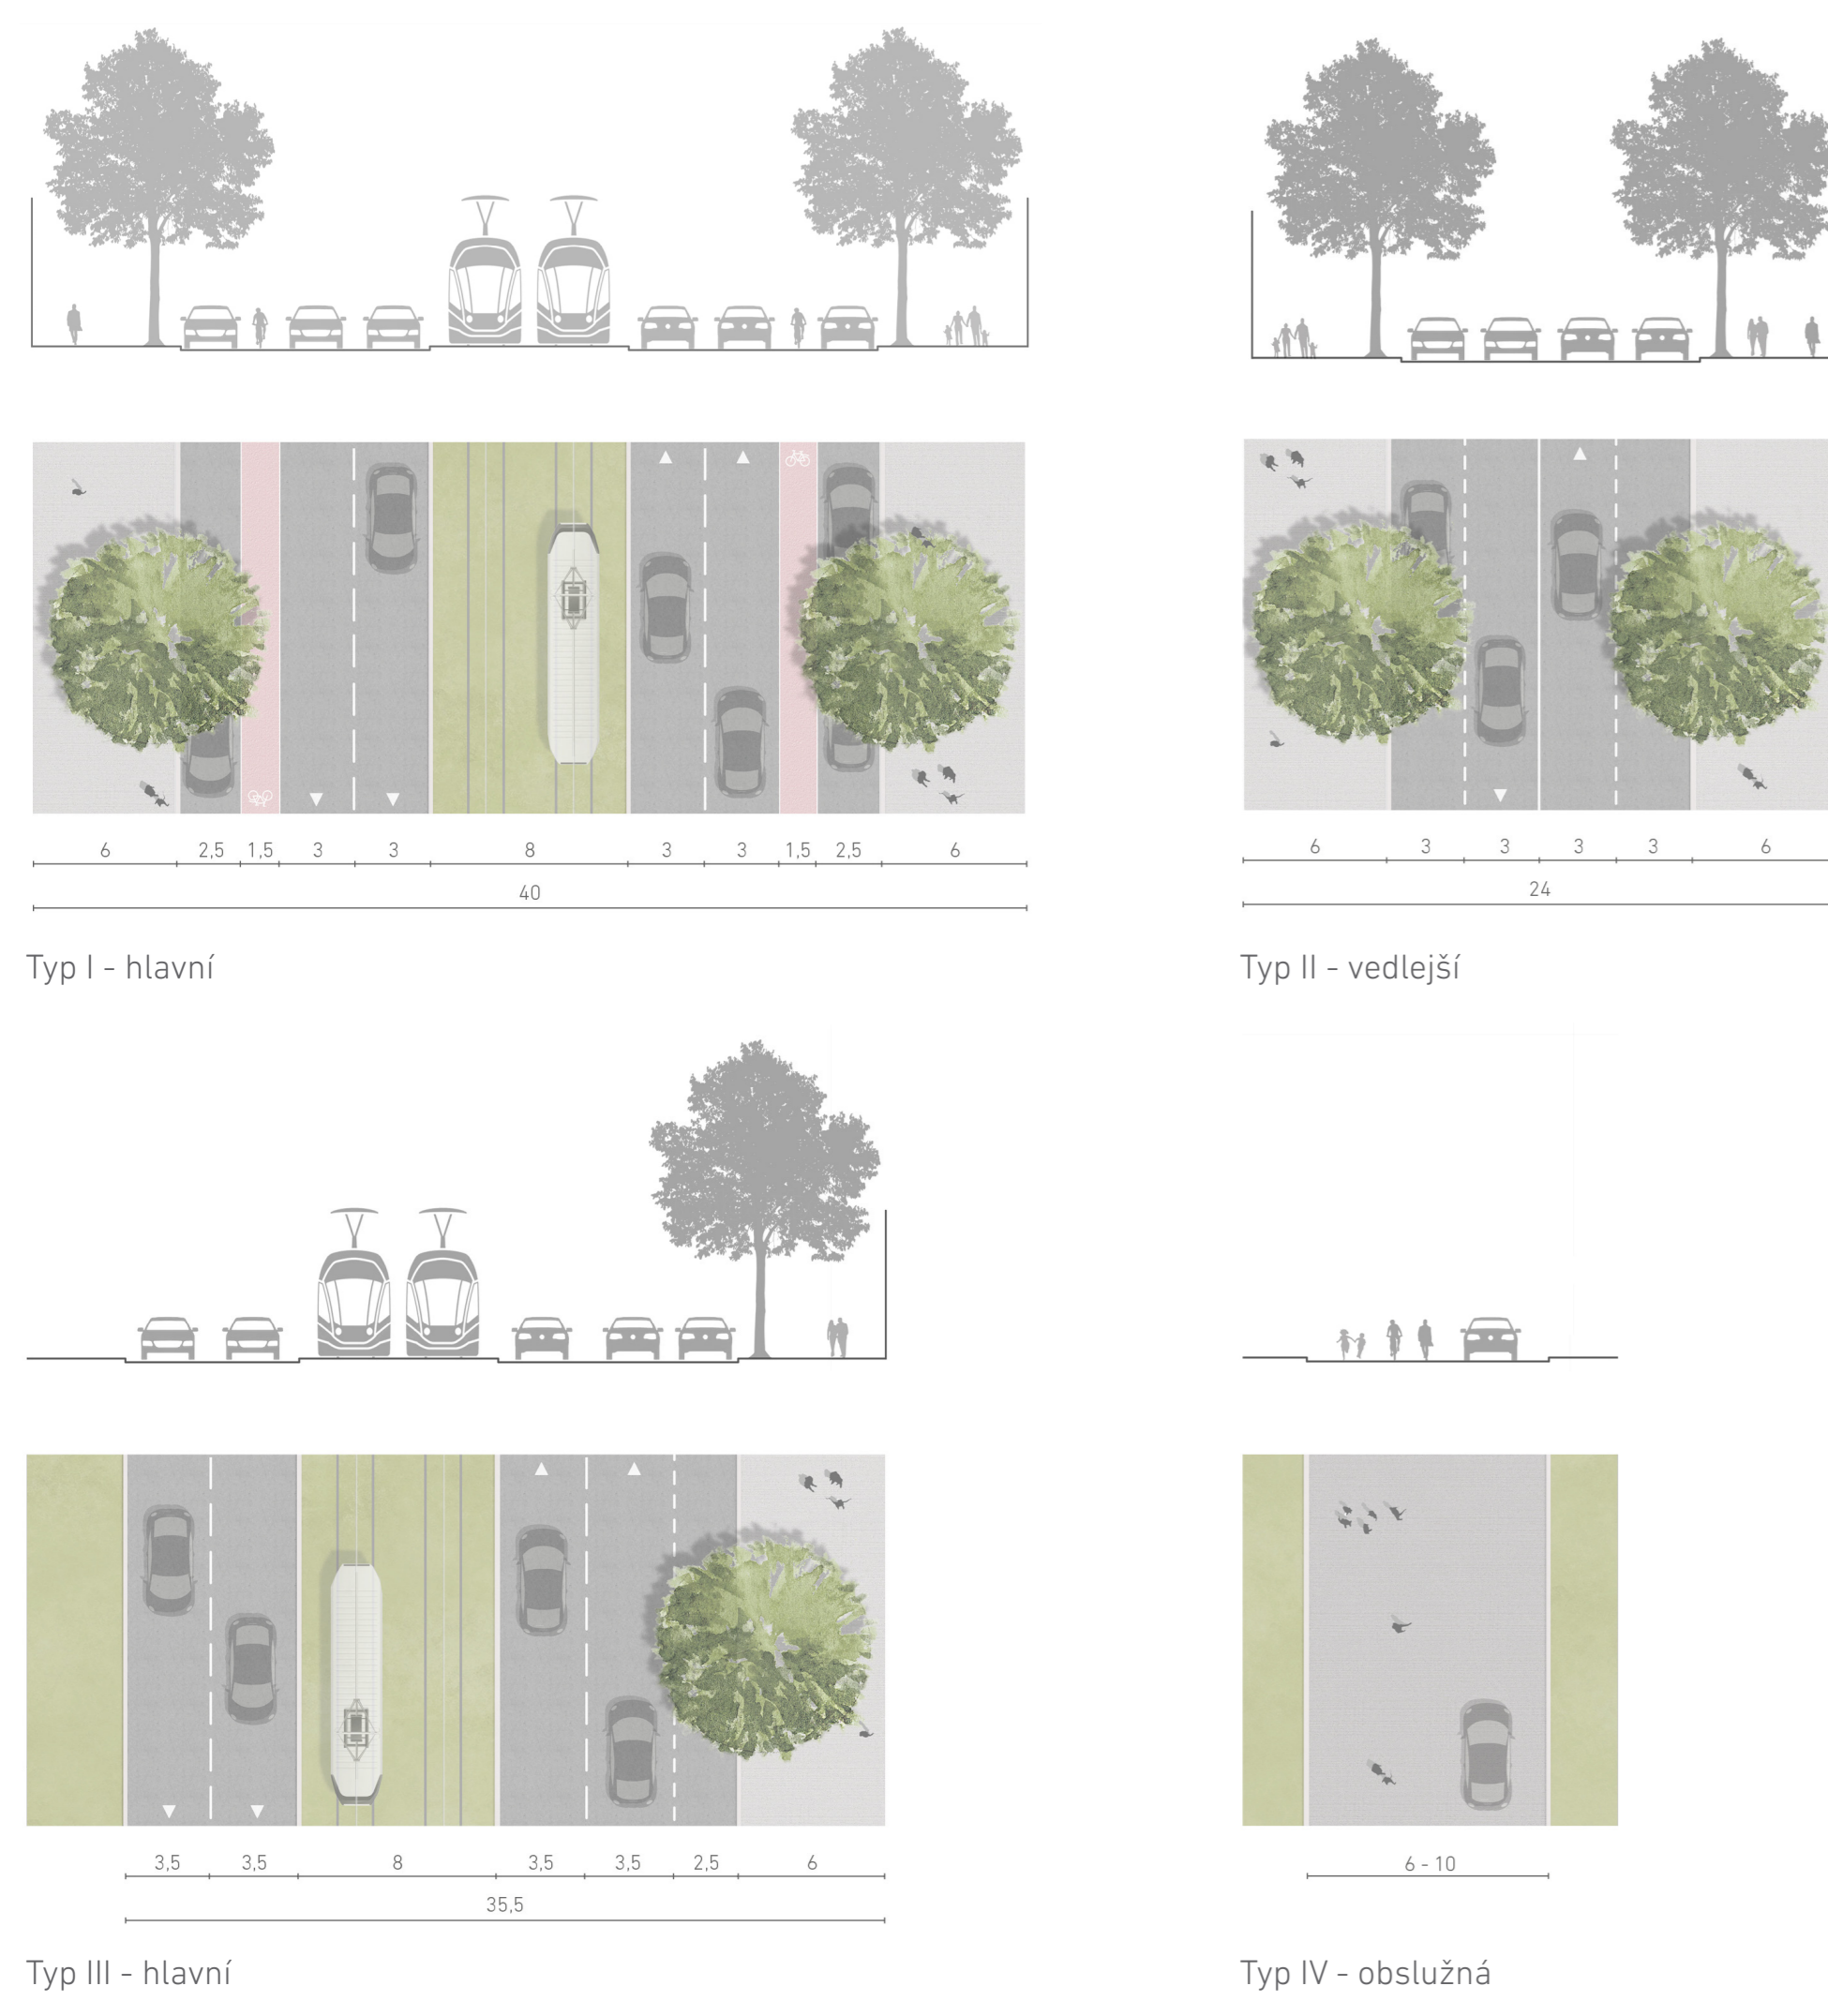 6 2,5 1,5 3 3 8 3 3 1,5 2,5 6
40
Typ I - hlavní
6 3 3 3 3 6
24
Typ II - vedlejší
3,5 3,5 8 3,5 3,5 2,5 6
35,5
Typ III - hlavní
6 - 10
Typ IV - obslužná